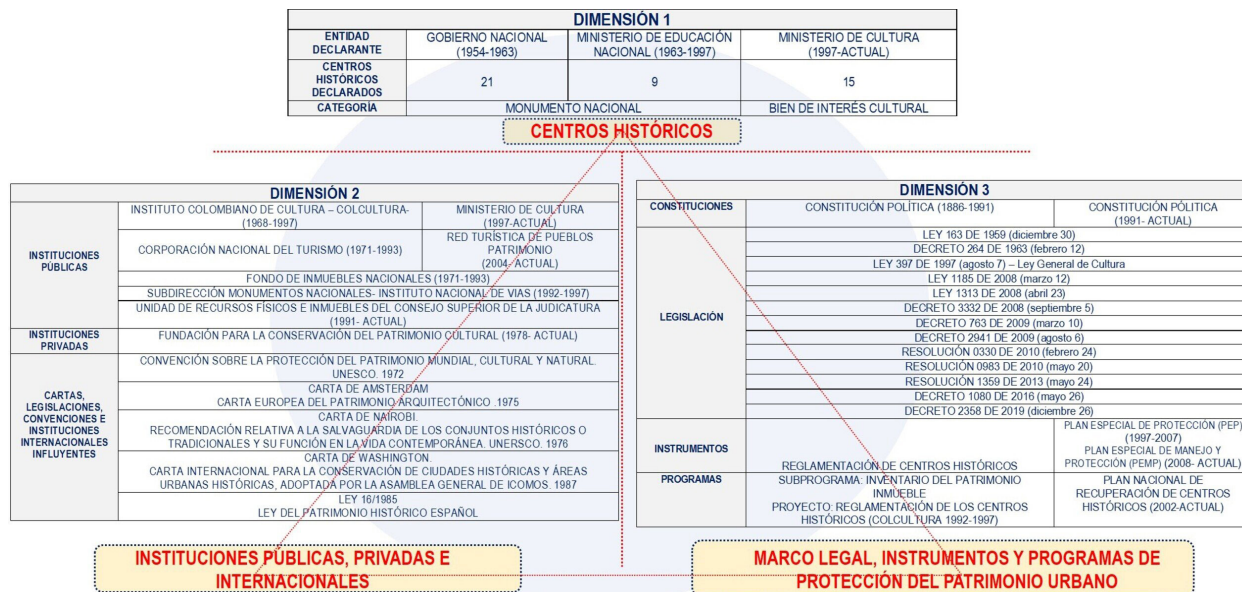 DIMENSIÓN 1
ENTIDAD DECLARANTE
GOBIERNO NACIONAL (1954-1963)
MINISTERIO DE EDUCACIÓN NACIONAL (1963-1997)
MINISTERIO DE CULTURA (1997-ACTUAL)
CENTROS HISTÓRICOS DECLARADOS
21
9
15
CATEGORÍA
MONUMENTO NACIONAL
BIEN DE INTERÉS CULTURAL
CENTROS HISTÓRICOS
DIMENSIÓN 2
INSTITUCIONES PÚBLICAS
INSTITUTO COLOMBIANO DE CULTURA – COLCULTURA- (1968-1997)
MINISTERIO DE CULTURA (1997-ACTUAL)
CORPORACIÓN NACIONAL DEL TURISMO (1971-1993)
RED TURÍSTICA DE PUEBLOS PATRIMONIO (2004- ACTUAL)
FONDO DE INMUEBLES NACIONALES (1971-1993)
SUBDIRECCIÓN MONUMENTOS NACIONALES- INSTITUTO NACIONAL DE VIAS (1992-1997)
UNIDAD DE RECURSOS FÍSICOS E INMUEBLES DEL CONSEJO SUPERIOR DE LA JUDICATURA (1991- ACTUAL)
INSTITUCIONES PRIVADAS
FUNDACIÓN PARA LA CONSERVACIÓN DEL PATRIMONIO CULTURAL (1978- ACTUAL)
CARTAS, LEGISLACIONES, CONVENCIONES E INSTITUCIONES INTERNACIONALES INFLUYENTES
CONVENCIÓN SOBRE LA PROTECCIÓN DEL PATRIMONIO MUNDIAL, CULTURAL Y NATURAL. UNESCO. 1972
CARTA DE AMSTERDAM
CARTA EUROPEA DEL PATRIMONIO ARQUITECTÓNICO .1975
CARTA DE NAIROBI.
RECOMENDACIÓN RELATIVA A LA SALVAGUARDIA DE LOS CONJUNTOS HISTÓRICOS O TRADICIONALES Y SU FUNCIÓN EN LA VIDA CONTEMPORÁNEA. UNERSCO. 1976
CARTA DE WASHINGTON.
CARTA INTERNACIONAL PARA LA CONSERVACIÓN DE CIUDADES HISTÓRICAS Y ÁREAS URBANAS HISTÓRICAS, ADOPTADA POR LA ASAMBLEA GENERAL DE ICOMOS. 1987
LEY 16/1985
LEY DEL PATRIMONIO HISTÓRICO ESPAÑOL
INSTITUCIONES PÚBLICAS, PRIVADAS E INTERNACIONALES
DIMENSIÓN 3
CONSTITUCIONES
CONSTITUCIÓN POLÍTICA (1886-1991)
CONSTITUCIÓN PÓLITICA (1991- ACTUAL)
LEGISLACIÓN
LEY 163 DE 1959 (diciembre 30)
DECRETO 264 DE 1963 (febrero 12)
LEY 397 DE 1997 (agosto 7) – Ley General de Cultura
LEY 1185 DE 2008 (marzo 12)
LEY 1313 DE 2008 (abril 23)
DECRETO 3332 DE 2008 (septiembre 5)
DECRETO 763 DE 2009 (marzo 10)
DECRETO 2941 DE 2009 (agosto 6)
RESOLUCIÓN 0330 DE 2010 (febrero 24)
RESOLUCIÓN 0983 DE 2010 (mayo 20)
RESOLUCIÓN 1359 DE 2013 (mayo 24)
DECRETO 1080 DE 2016 (mayo 26)
DECRETO 2358 DE 2019 (diciembre 26)
INSTRUMENTOS
REGLAMENTACIÓN DE CENTROS HISTÓRICOS
PLAN ESPECIAL DE PROTECCIÓN (PEP) (1997-2007)
PLAN ESPECIAL DE MANEJO Y PROTECCIÓN (PEMP) (2008- ACTUAL)
PROGRAMAS
SUBPROGRAMA: INVENTARIO DEL PATRIMONIO INMUEBLE
PROYECTO: REGLAMENTACIÓN DE LOS CENTROS HISTÓRICOS (COLCULTURA 1992-1997)
PLAN NACIONAL DE RECUPERACIÓN DE CENTROS HISTÓRICOS (2002-ACTUAL)
MARCO LEGAL, INSTRUMENTOS Y PROGRAMAS DE PROTECCIÓN DEL PATRIMONIO URBANO